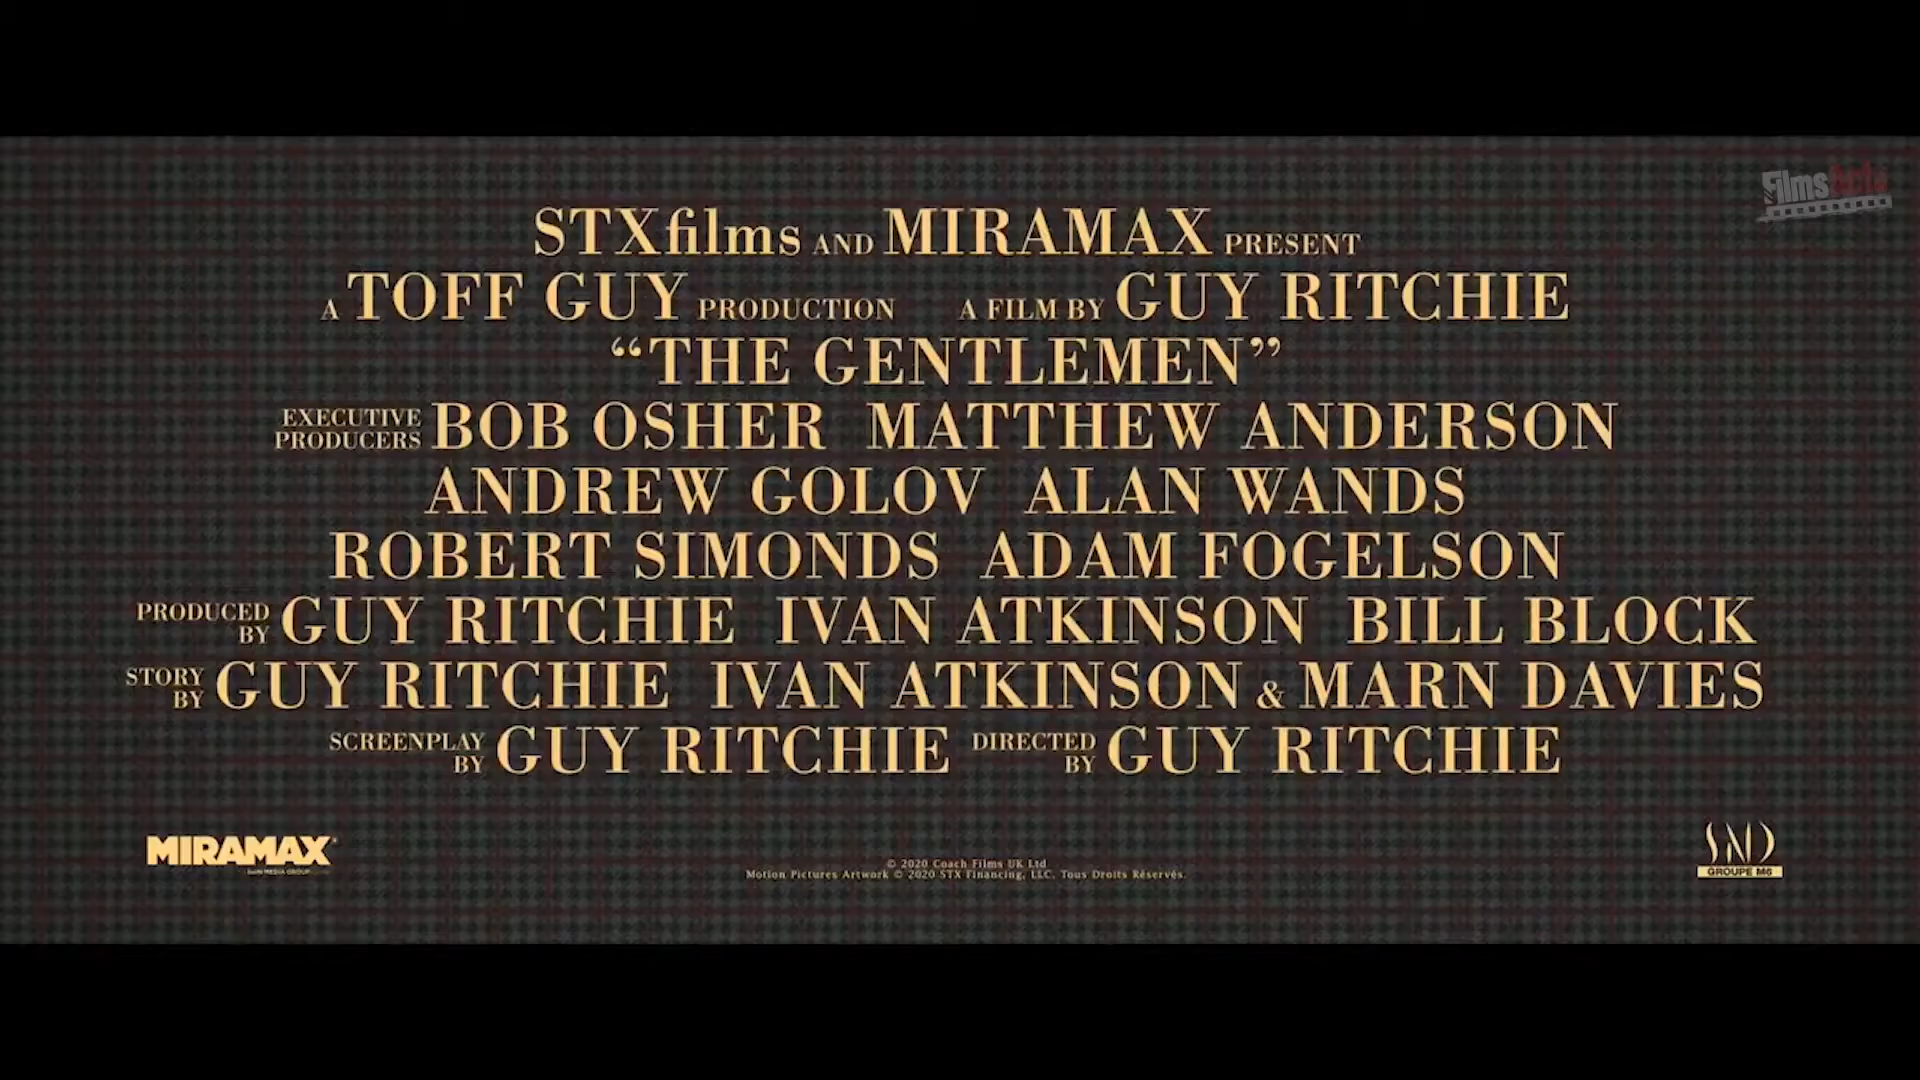 FilmsActu
STXfilms AND MIRAMAX PRESENT
A TOFF GUY PRODUCTION A FILM BY GUY RITCHIE
“THE GENTLEMEN”
EXECUTIVE PRODUCERS BOB OSHER MATTHEW ANDERSON
ANDREW GOLOV ALAN WANDS
ROBERT SIMONDS ADAM FOGELSON
PRODUCED BY GUY RITCHIE IVAN ATKINSON BILL BLOCK
STORY BY GUY RITCHIE IVAN ATKINSON & MARN DAVIES
SCREENPLAY BY GUY RITCHIE DIRECTED BY GUY RITCHIE
MIRAMAX
© 2020 Coach Films UK Ltd
Motion Pictures Artwork © 2020 STX Financing, LLC. Tous Droits Réservés.
SND
GROUPE M6